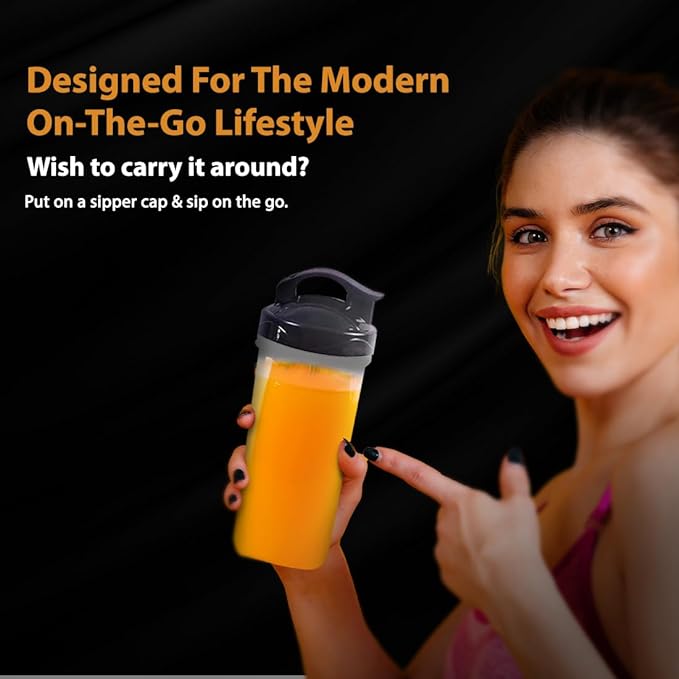 Designed For The Modern
On-The-Go Lifestyle
Wish to carry it around?
Put on a sipper cap & sip on the go.